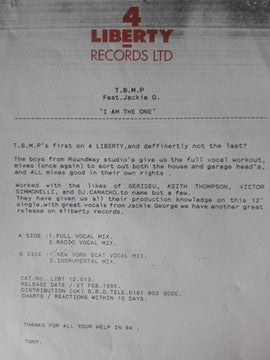 4
LIBERTY
RECORDS LTD
T.B.M.P
Feat.Jackie G.
"I AM THE ONE"
T.B.M.P's first on 4 LIBERTY,and deffinertly not the last?
The boys from RoundWay studio's give us the full vocal workout,
mixes (once again) to sort out both the house and garage head's,
and ALL mixes good in their own rights .
Worked with the likes of GERIDEU, KEITH THOMPSON, VICTOR
SIMMONELLI, and DJ.CAMACHO,to name but a few.
They have given us all their production knowledge on this 12"
single,with great vocals from Jackie George we have another great
release on 4liberty records.
A SIDE :1.FULL VOCAL MIX.
2.RADIO VOCAL MIX.
B SIDE :1.NEW YORK SCAT VOCAL MIX.
2.INSRUMENTAL MIX.
CAT.NO. LIBT 12.013.
RELEASE DATE / 27 FEB.1995.
DISTRIBUTION (UK) S.R.D.TELE.0181 802 3000.
CHARTS / REACTIONS WITHIN 10 DAYS.
THANKS FOR ALL YOUR HELP IN 94 .
TONY.